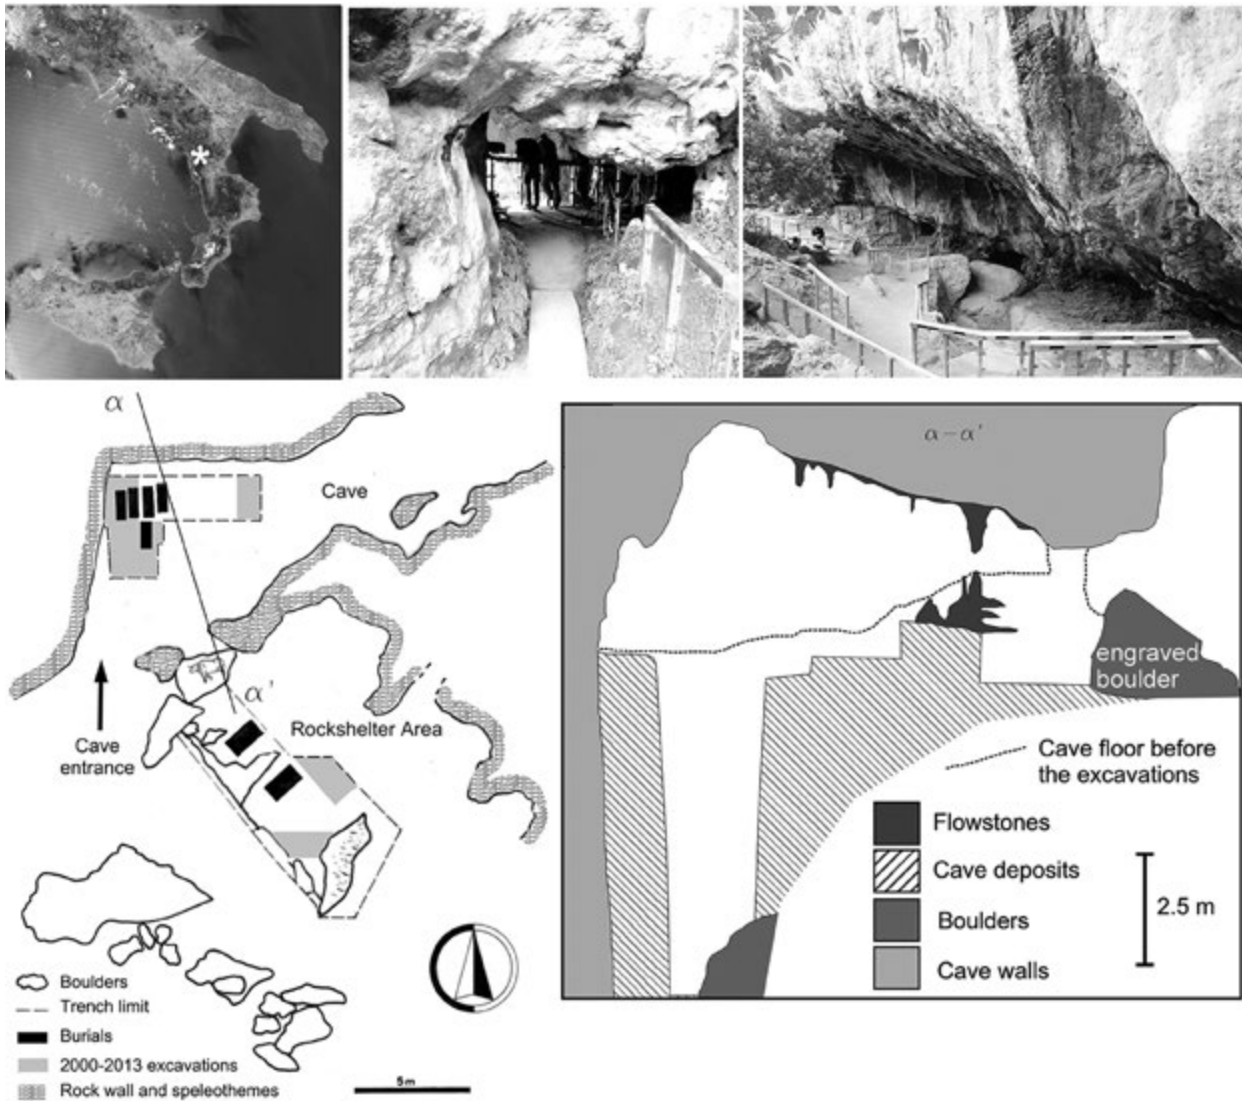 *
α
Cave
α'
Rockshelter Area
Cave
entrance
Boulders
Trench limit
Burials
2000-2013 excavations
Rock wall and speleothemes
5m
α-α'
engraved
boulder
Cave floor before
the excavations
Flowstones
Cave deposits
Boulders
Cave walls
2.5 m